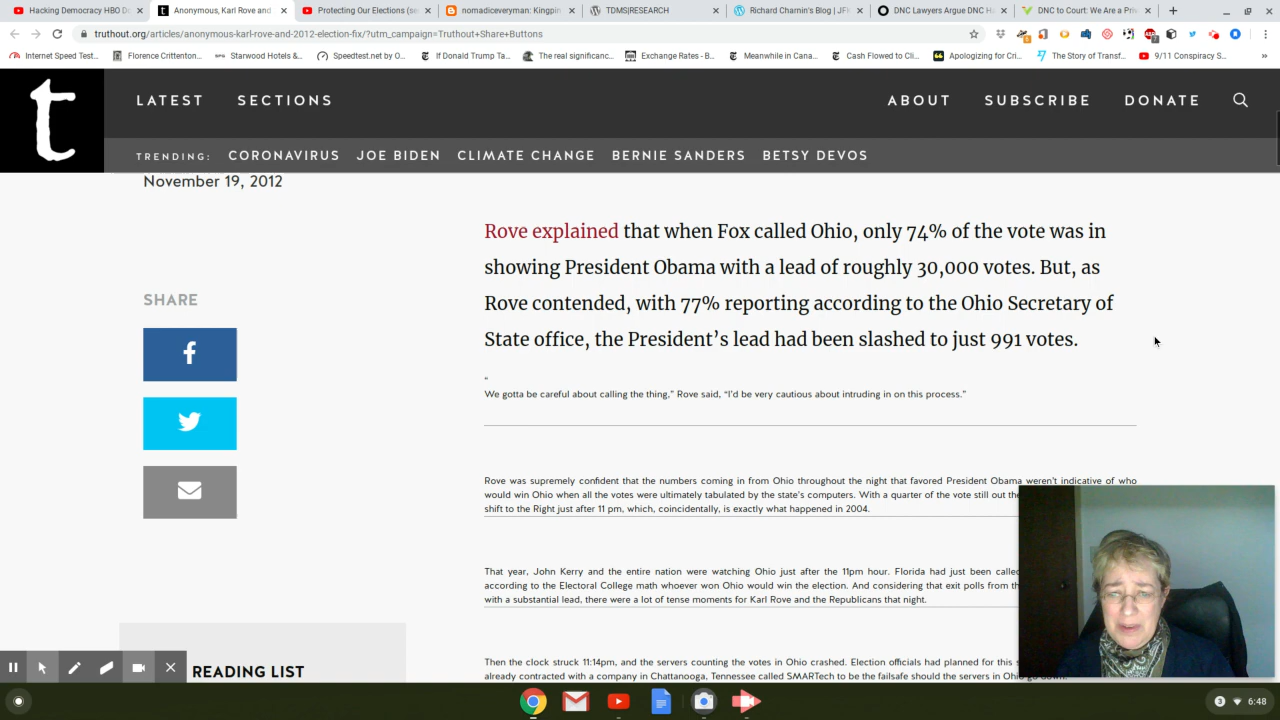 Hacking Democracy HBO D
Anonymous, Karl Rove and
Protecting Our Elections (se
nomadiceveryman: Kingpin
TDMS|RESEARCH
Richard Charnin's Blog | JFK
DNC Lawyers Argue DNC Ha
DNC to Court: We Are a Priv
truthout.org/articles/anonymous-karl-rove-and-2012-election-fix/?utm_campaign=Truthout+Share+Buttons
Internet Speed Test...
Florence Crittenton...
Starwood Hotels &...
Speedtest.net by O...
If Donald Trump Ta...
The real significanc...
Exchange Rates - B...
Meanwhile in Cana...
Cash Flowed to Cli...
Apologizing for Cri...
The Story of Transf...
9/11 Conspiracy S...
t
LATEST SECTIONS
ABOUT SUBSCRIBE DONATE
TRENDING: CORONAVIRUS JOE BIDEN CLIMATE CHANGE BERNIE SANDERS BETSY DEVOS
November 19, 2012
Rove explained that when Fox called Ohio, only 74% of the vote was in
showing President Obama with a lead of roughly 30,000 votes. But, as
Rove contended, with 77% reporting according to the Ohio Secretary of
State office, the President’s lead had been slashed to just 991 votes.
SHARE
“
We gotta be careful about calling the thing,” Rove said, “I’d be very cautious about intruding in on this process.”
Rove was supremely confident that the numbers coming in from Ohio throughout the night that favored President Obama weren’t indicative of who
would win Ohio when all the votes were ultimately tabulated by the state’s computers. With a quarter of the vote still out the
shift to the Right just after 11 pm, which, coincidentally, is exactly what happened in 2004.
That year, John Kerry and the entire nation were watching Ohio just after the 11pm hour. Florida had just been called
according to the Electoral College math whoever won Ohio would win the election. And considering that exit polls from th
with a substantial lead, there were a lot of tense moments for Karl Rove and the Republicans that night.
Then the clock struck 11:14pm, and the servers counting the votes in Ohio crashed. Election officials had planned for this s
already contracted with a company in Chattanooga, Tennessee called SMARTech to be the failsafe should the servers in Ohio go down.
READING LIST
3 6:48